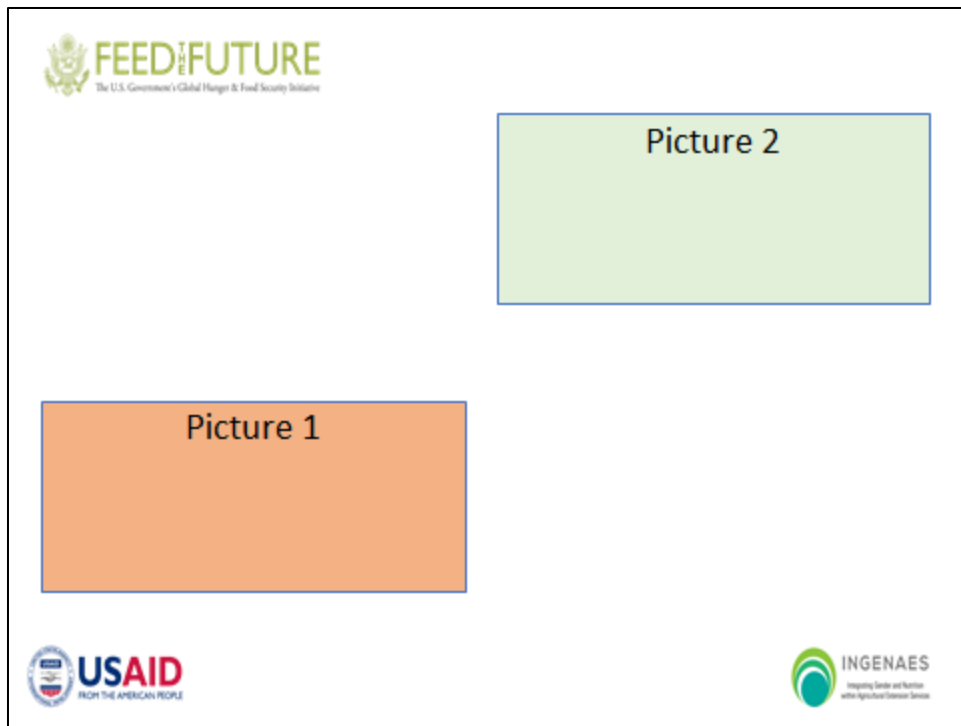 FEED THE FUTURE
The U.S. Government's Global Hunger & Food Security Initiative
Picture 2
Picture 1
USAID
FROM THE AMERICAN PEOPLE
INGENAES
Integrating Gender and Nutrition
within Agricultural Extension Services